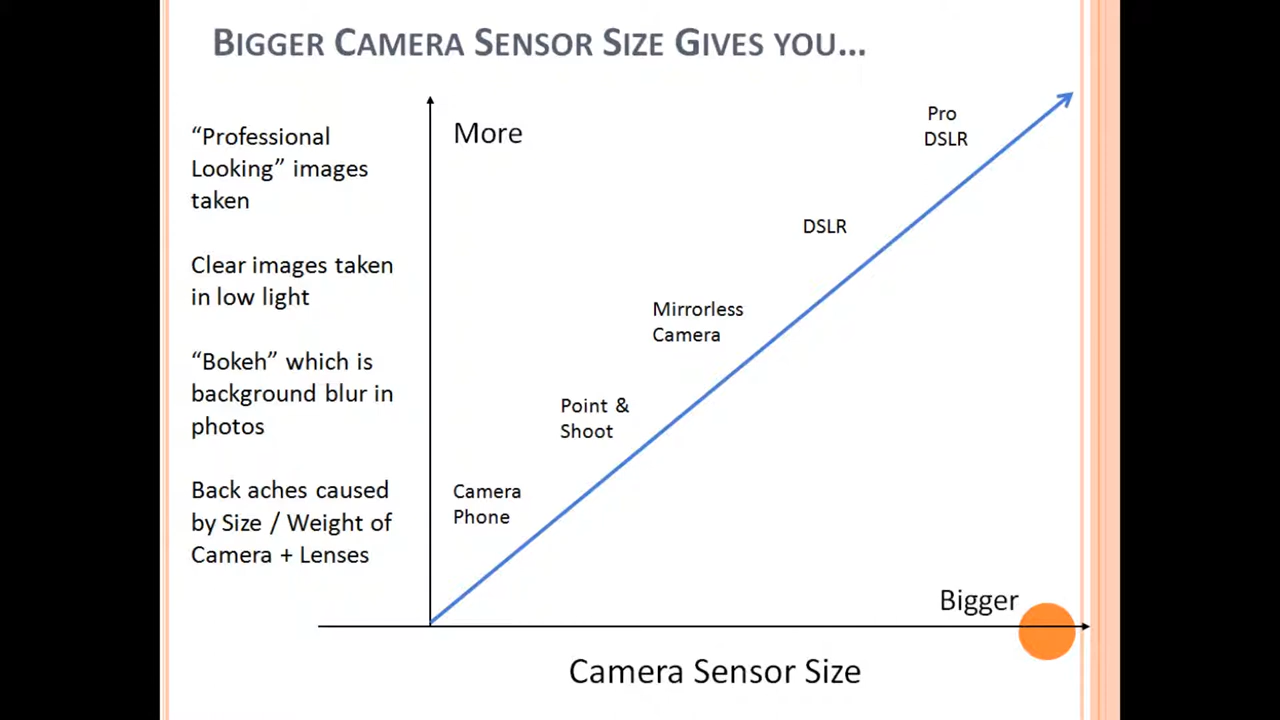 BIGGER CAMERA SENSOR SIZE GIVES YOU...
"Professional
Looking" images
taken
Clear images taken
in low light
"Bokeh" which is
background blur in
photos
Back aches caused
by Size / Weight of
Camera + Lenses
More
Pro
DSLR
DSLR
Mirrorless
Camera
Point &
Shoot
Camera
Phone
Bigger
Camera Sensor Size